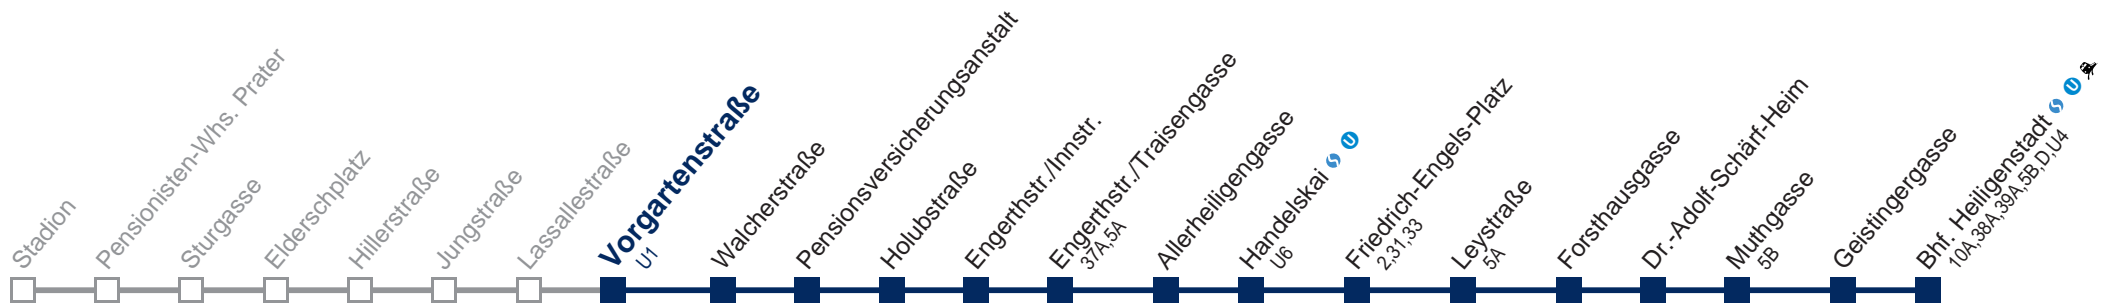 Stadion
Pensionisten-Whs. Prater
Sturgasse
Elderschplatz
Hillerstraße
Jungstraße
Lassallestraße
Vorgartenstraße
U1
Walcherstraße
Pensionsversicherungsanstalt
Holubstraße
Engerthstr./Innstr.
Engerthstr./Traisengasse
37A,5A
Allerheiligengasse
Handelskai S U
U6
Friedrich-Engels-Platz
2,31,33
Leystraße
5A
Forsthausgasse
Dr.-Adolf-Schärf-Heim
Muthgasse
5B
Geistingergasse
Bhf. Heiligenstadt S U
10A,38A,39A,5B,D,U4